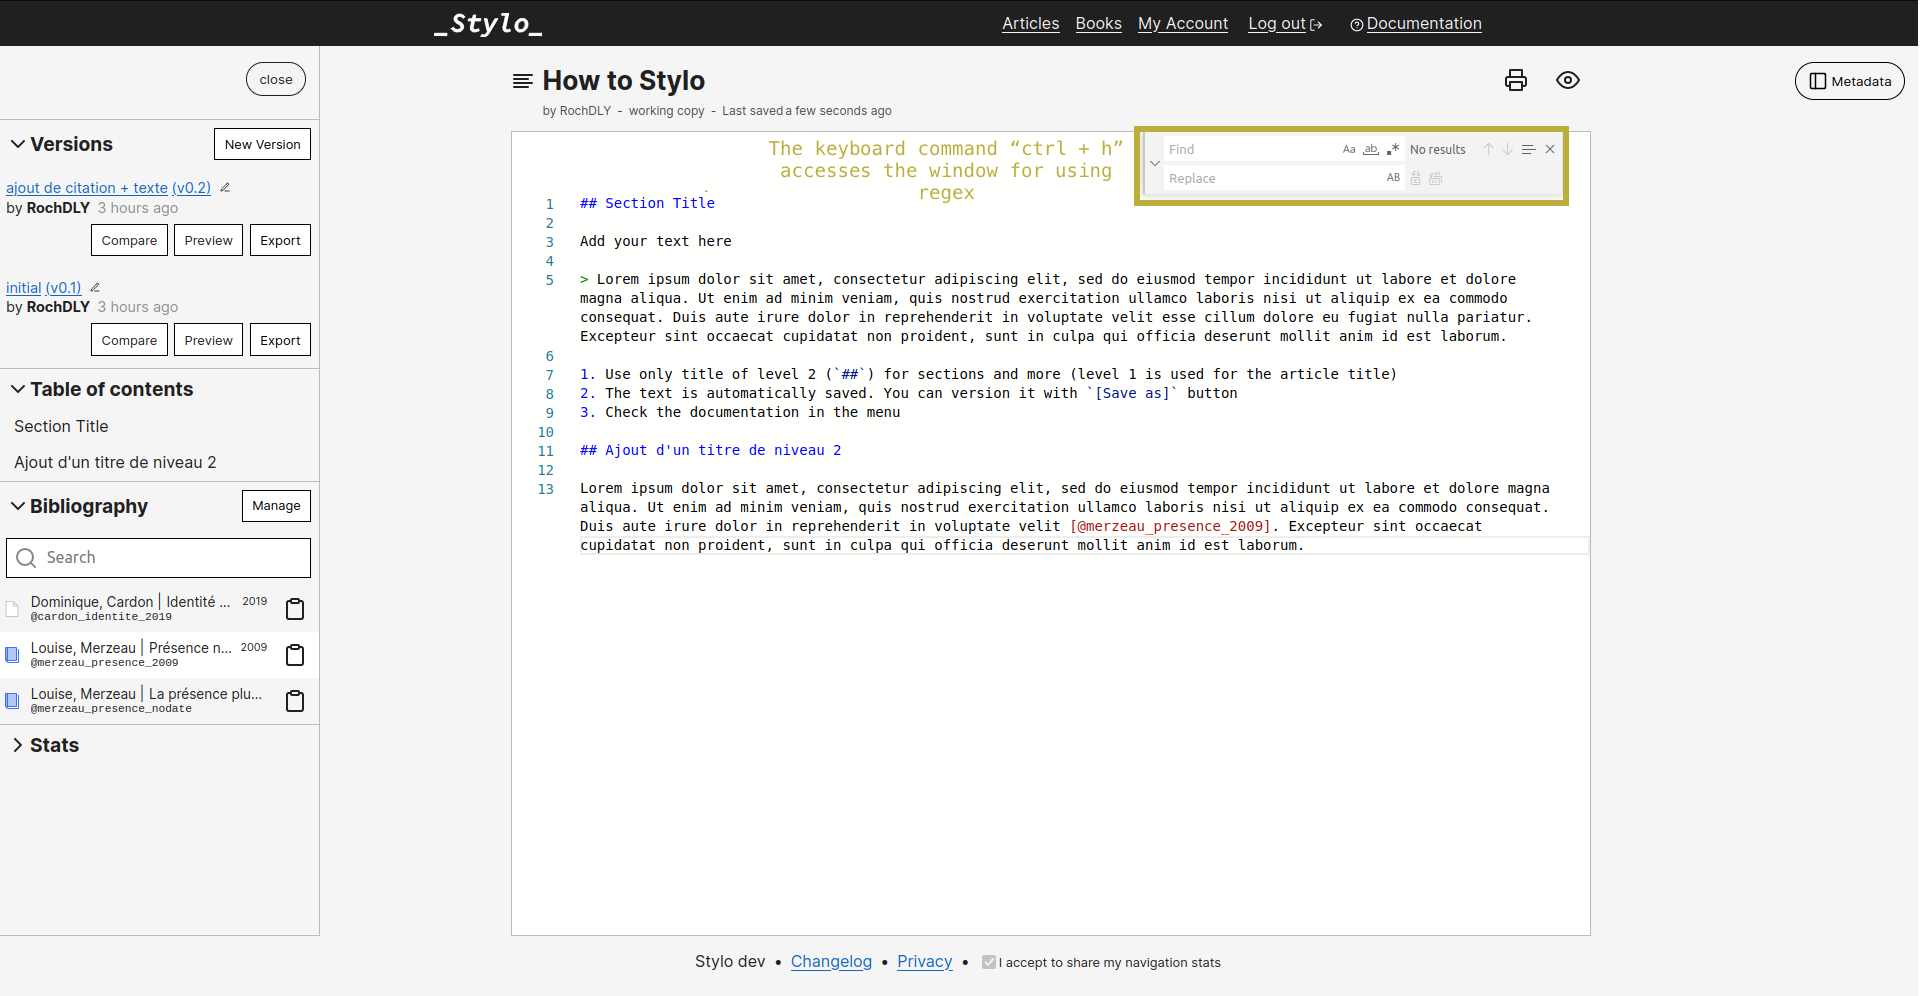 _Stylo_
Articles Books My Account Log out Documentation
close
Versions New Version
ajout de citation + texte (v0.2)
by RochDLY 3 hours ago
Compare Preview Export
initial (v0.1)
by RochDLY 3 hours ago
Compare Preview Export
Table of contents
Section Title
Ajout d'un titre de niveau 2
Bibliography Manage
Search
Dominique, Cardon | Identité ... 2019
@cardon_identite_2019
Louise, Merzeau | Présence n... 2009
@merzeau_presence_2009
Louise, Merzeau | La présence plu...
@merzeau_presence_nodate
Stats
How to Stylo
by RochDLY - working copy - Last saved a few seconds ago
Metadata
The keyboard command “ctrl + h”
accesses the window for using
regex
Find Aa ab .* No results
Replace AB
1 ## Section Title
2
3 Add your text here
4
5 > Lorem ipsum dolor sit amet, consectetur adipiscing elit, sed do eiusmod tempor incididunt ut labore et dolore
magna aliqua. Ut enim ad minim veniam, quis nostrud exercitation ullamco laboris nisi ut aliquip ex ea commodo
consequat. Duis aute irure dolor in reprehenderit in voluptate velit esse cillum dolore eu fugiat nulla pariatur.
Excepteur sint occaecat cupidatat non proident, sunt in culpa qui officia deserunt mollit anim id est laborum.
6
7 1. Use only title of level 2 (`##`) for sections and more (level 1 is used for the article title)
8 2. The text is automatically saved. You can version it with `[Save as]` button
9 3. Check the documentation in the menu
10
11 ## Ajout d'un titre de niveau 2
12
13 Lorem ipsum dolor sit amet, consectetur adipiscing elit, sed do eiusmod tempor incididunt ut labore et dolore magna
aliqua. Ut enim ad minim veniam, quis nostrud exercitation ullamco laboris nisi ut aliquip ex ea commodo consequat.
Duis aute irure dolor in reprehenderit in voluptate velit [@merzeau_presence_2009]. Excepteur sint occaecat
cupidatat non proident, sunt in culpa qui officia deserunt mollit anim id est laborum.
Stylo dev • Changelog • Privacy • I accept to share my navigation stats